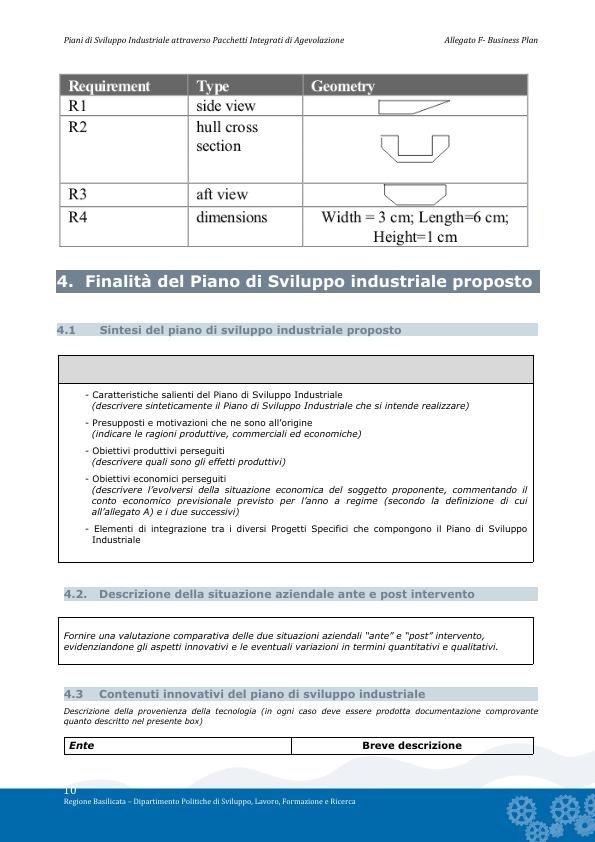 Piani di Sviluppo Industriale attraverso Pacchetti Integrati di Agevolazione Allegato F- Business Plan
Requirement Type Geometry
R1 side view
R2 hull cross
section
R3 aft view
R4 dimensions Width = 3 cm; Length=6 cm;
Height=1 cm
4. Finalità del Piano di Sviluppo industriale proposto
4.1 Sintesi del piano di sviluppo industriale proposto
- Caratteristiche salienti del Piano di Sviluppo Industriale
(descrivere sinteticamente il Piano di Sviluppo Industriale che si intende realizzare)
- Presupposti e motivazioni che ne sono all’origine
(indicare le ragioni produttive, commerciali ed economiche)
- Obiettivi produttivi perseguiti
(descrivere quali sono gli effetti produttivi)
- Obiettivi economici perseguiti
(descrivere l’evolversi della situazione economica del soggetto proponente, commentando il
conto economico previsionale previsto per l’anno a regime (secondo la definizione di cui
all’allegato A) e i due successivi)
- Elementi di integrazione tra i diversi Progetti Specifici che compongono il Piano di Sviluppo
Industriale
4.2. Descrizione della situazione aziendale ante e post intervento
Fornire una valutazione comparativa delle due situazioni aziendali “ante” e “post” intervento,
evidenziandone gli aspetti innovativi e le eventuali variazioni in termini quantitativi e qualitativi.
4.3 Contenuti innovativi del piano di sviluppo industriale
Descrizione della provenienza della tecnologia (in ogni caso deve essere prodotta documentazione comprovante
quanto descritto nel presente box)
Ente Breve descrizione
10
Regione Basilicata – Dipartimento Politiche di Sviluppo, Lavoro, Formazione e Ricerca